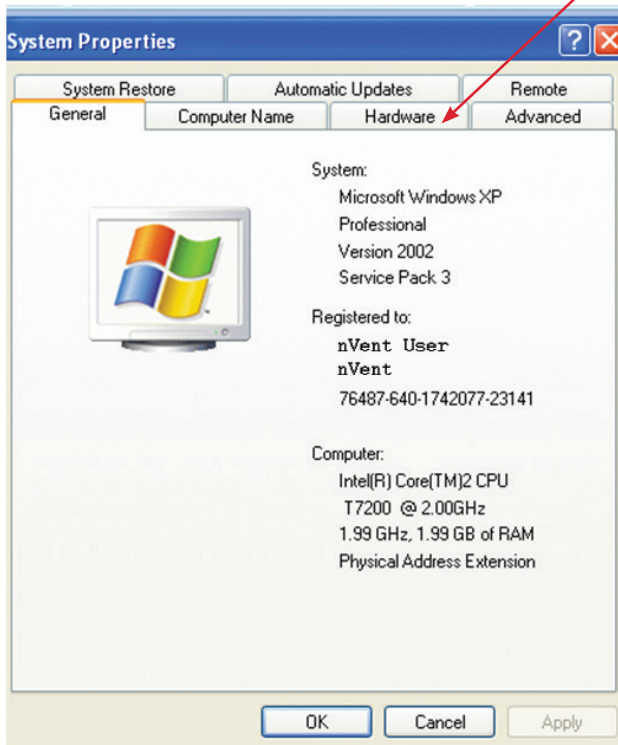 System Properties
System Restore Automatic Updates Remote
General Computer Name Hardware Advanced
System:
Microsoft Windows XP
Professional
Version 2002
Service Pack 3
Registered to:
nVent User
nVent
76487-640-1742077-23141
Computer:
Intel(R) Core(TM)2 CPU
T7200 @ 2.00GHz
1.99 GHz, 1.99 GB of RAM
Physical Address Extension
OK Cancel Apply